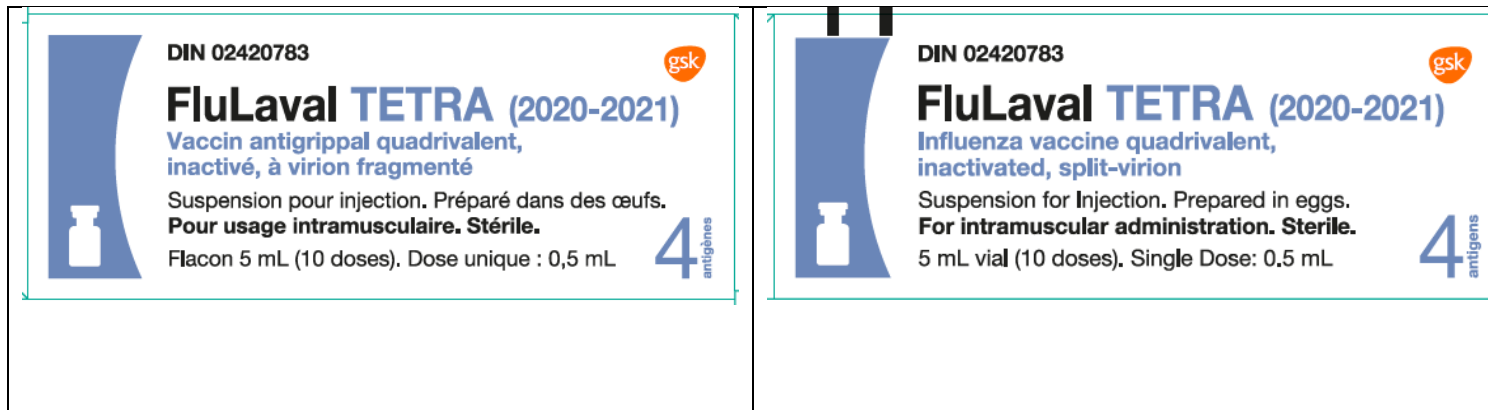 DIN 02420783
gsk
FluLaval TETRA (2020-2021)
Vaccin antigrippal quadrivalent,
inactivé, à virion fragmenté
Suspension pour injection. Préparé dans des œufs.
Pour usage intramusculaire. Stérile.
Flacon 5 mL (10 doses). Dose unique : 0,5 mL
4 antigènes
DIN 02420783
gsk
FluLaval TETRA (2020-2021)
Influenza vaccine quadrivalent,
inactivated, split-virion
Suspension for Injection. Prepared in eggs.
For intramuscular administration. Sterile.
5 mL vial (10 doses). Single Dose: 0.5 mL
4 antigens